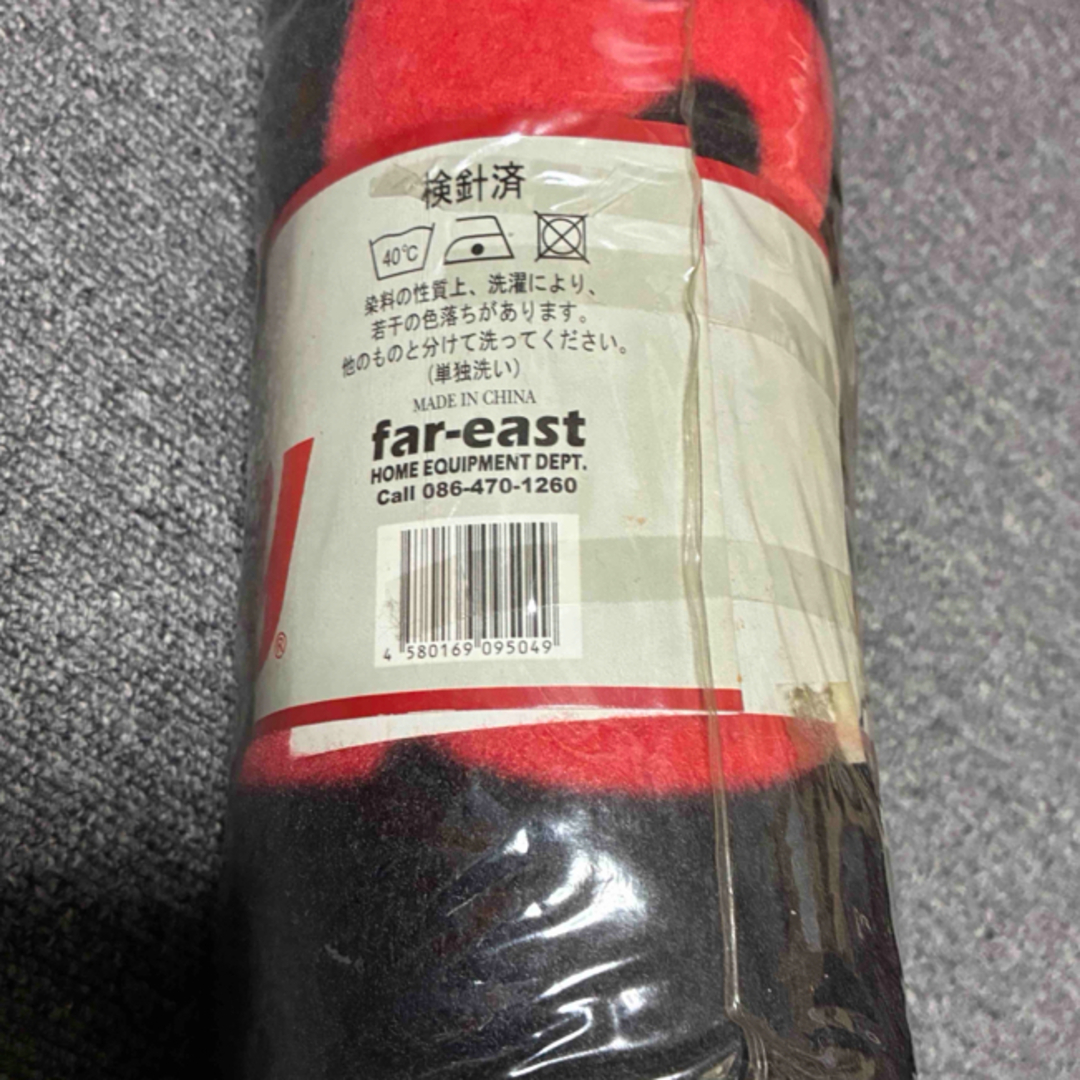 検針済
40℃
染料の性質上、洗濯により、
若干の色落ちがあります。
他のものと分けて洗ってください。
(単独洗い)
MADE IN CHINA
far-east
HOME EQUIPMENT DEPT.
Call 086-470-1260
®
4 580169 095049